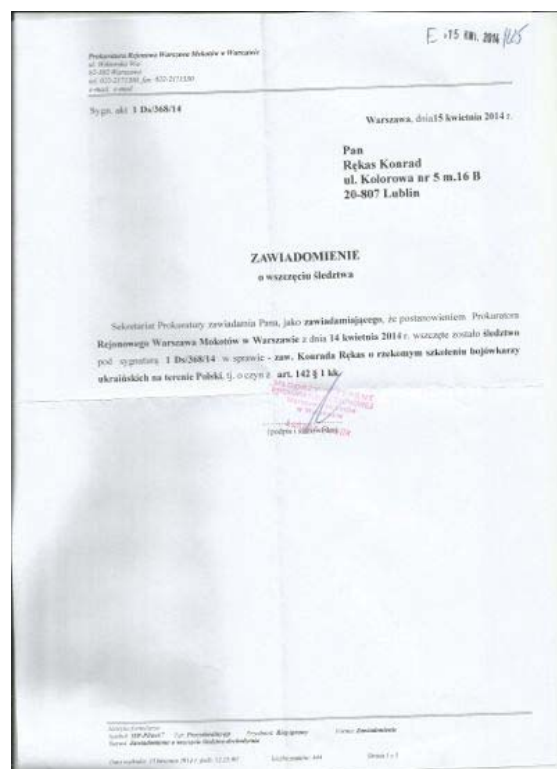 E 15 KWI. 2014
Prokuratura Rejonowa Warszawa Mokotów w Warszawie
Sygn. akt 1 Ds/368/14
Warszawa, dnia15 kwietnia 2014 r.
Pan
Rękas Konrad
ul. Kolorowa nr 5 m.16 B
20-807 Lublin
ZAWIADOMIENIE
o wszczęciu śledztwa
Sekretariat Prokuratury zawiadamia Pana, jako zawiadamiającego, że postanowieniem Prokuratora
Rejonowego Warszawa Mokotów w Warszawie z dnia 14 kwietnia 2014 r. wszczęte zostało śledztwo
pod sygnaturą 1 Ds/368/14 w sprawie - zaw. Konrada Rękas o rzekomym szkoleniu bojówkarzy
ukraińskich na terenie Polski, tj. o czyn z art. 142 § 1 kk
(podpis i